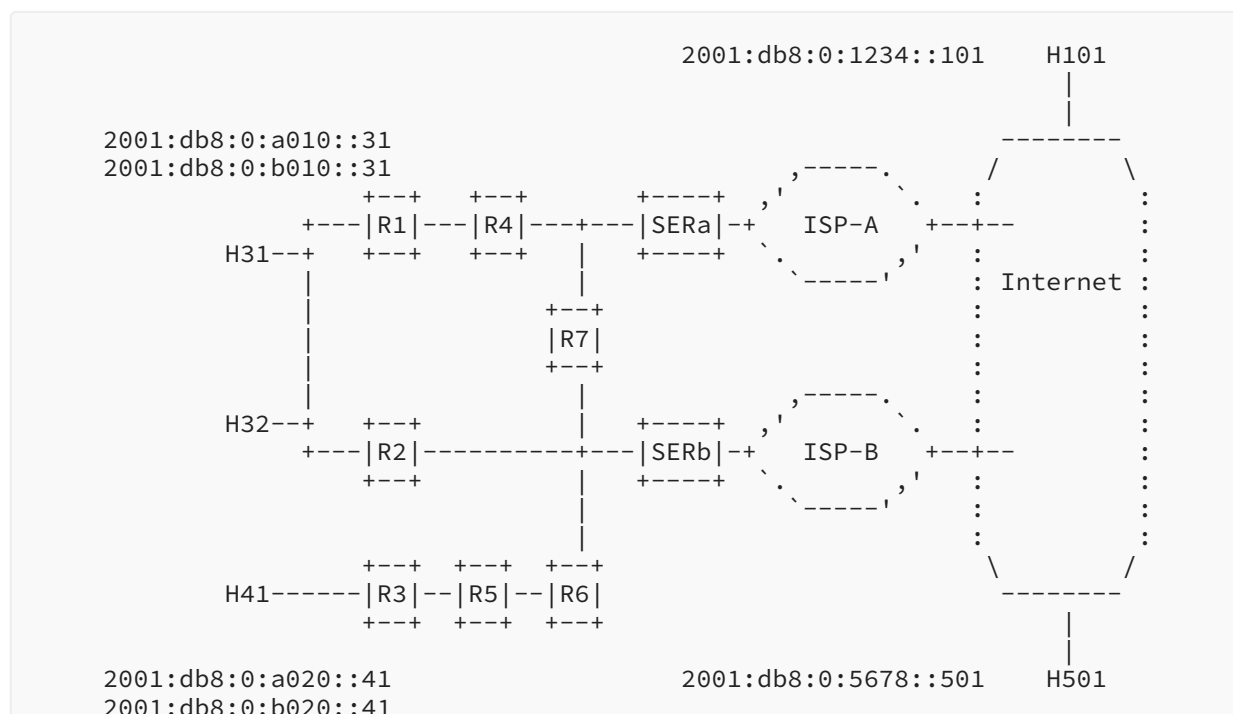 2001:db8:0:1234::101 H101
2001:db8:0:a010::31
2001:db8:0:b010::31
R1 R4 SERa ISP-A
H31
Internet
R7
H32
R2 SERb ISP-B
H41 R3 R5 R6
2001:db8:0:a020::41 2001:db8:0:5678::501 H501
2001:db8:0:b020::41